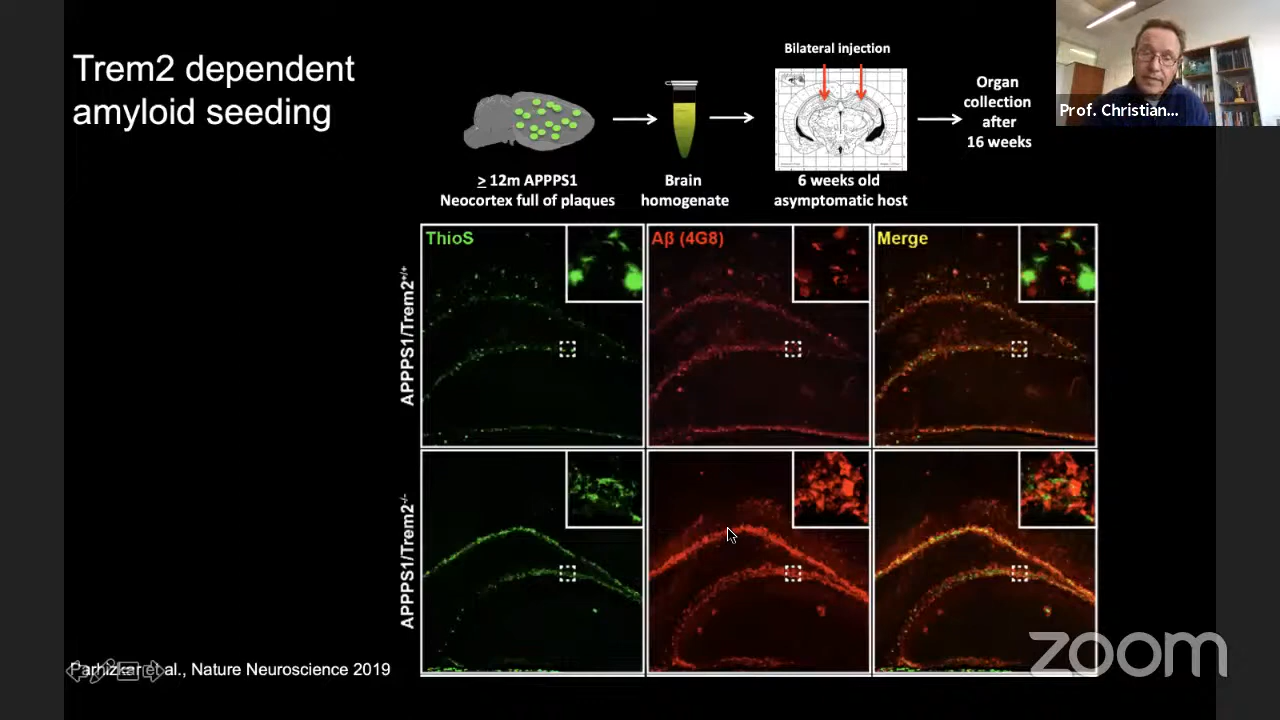 Trem2 dependent
amyloid seeding
Bilateral injection
Organ
collection
after
16 weeks
Prof. Christian...
> 12m APPPS1
Neocortex full of plaques
Brain
homogenate
6 weeks old
asymptomatic host
ThioS
Aβ (4G8)
Merge
APPPS1/Trem2+/+
APPPS1/Trem2-/-
Parhizkar et al., Nature Neuroscience 2019
zoom